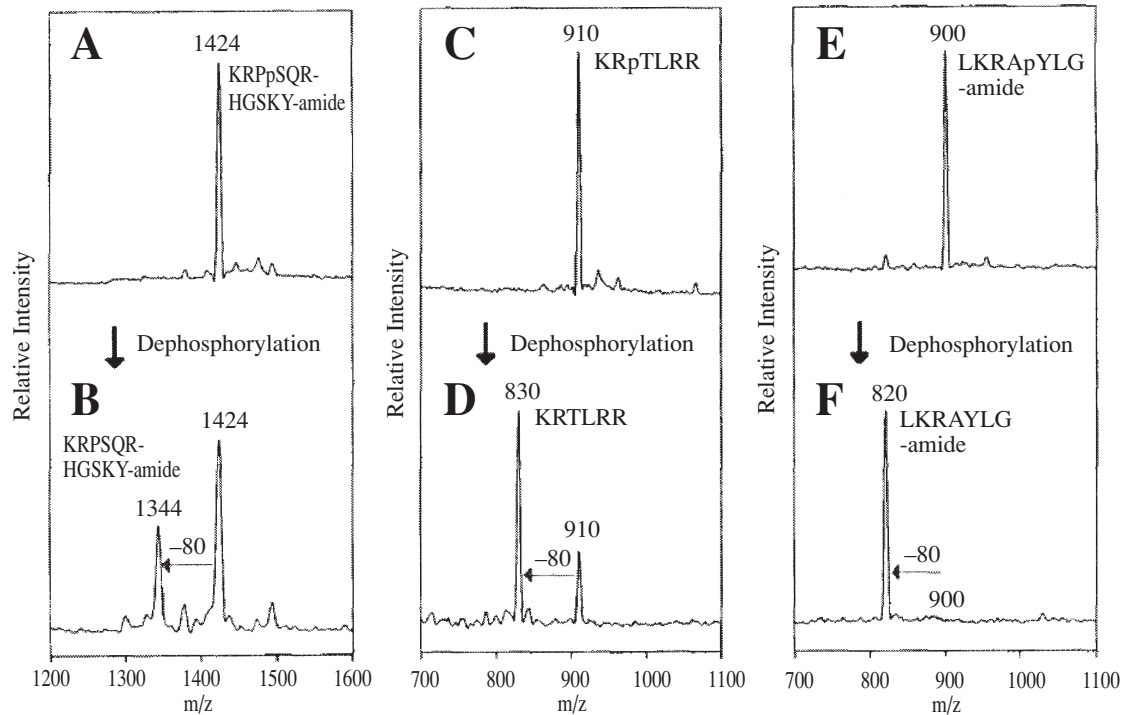 A
1424
KRPpSQR-
HGSKY-amide
C
910
KRpTLRR
E
900
LKRApYLG
-amide
Relative Intensity
Relative Intensity
Relative Intensity
Dephosphorylation
Dephosphorylation
Dephosphorylation
B
KRPSQR-
HGSKY-amide
1344
1424
–80
D
830
KRTLRR
910
–80
F
820
LKRAYLG
-amide
–80
900
1200 1300 1400 1500 1600
m/z
700 800 900 1000 1100
m/z
700 800 900 1000 1100
m/z